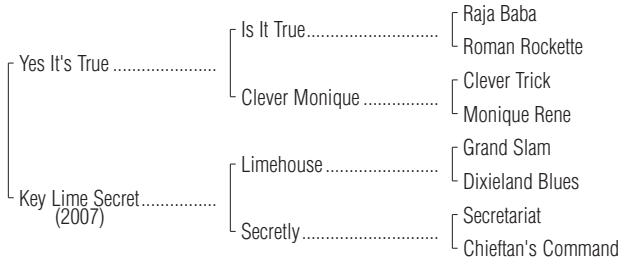 Raja Baba
Is It True
Roman Rockette
Yes It's True
Clever Trick
Clever Monique
Monique Rene
Grand Slam
Limehouse
Dixieland Blues
Key Lime Secret
(2007)
Secretariat
Secretly
Chieftan's Command